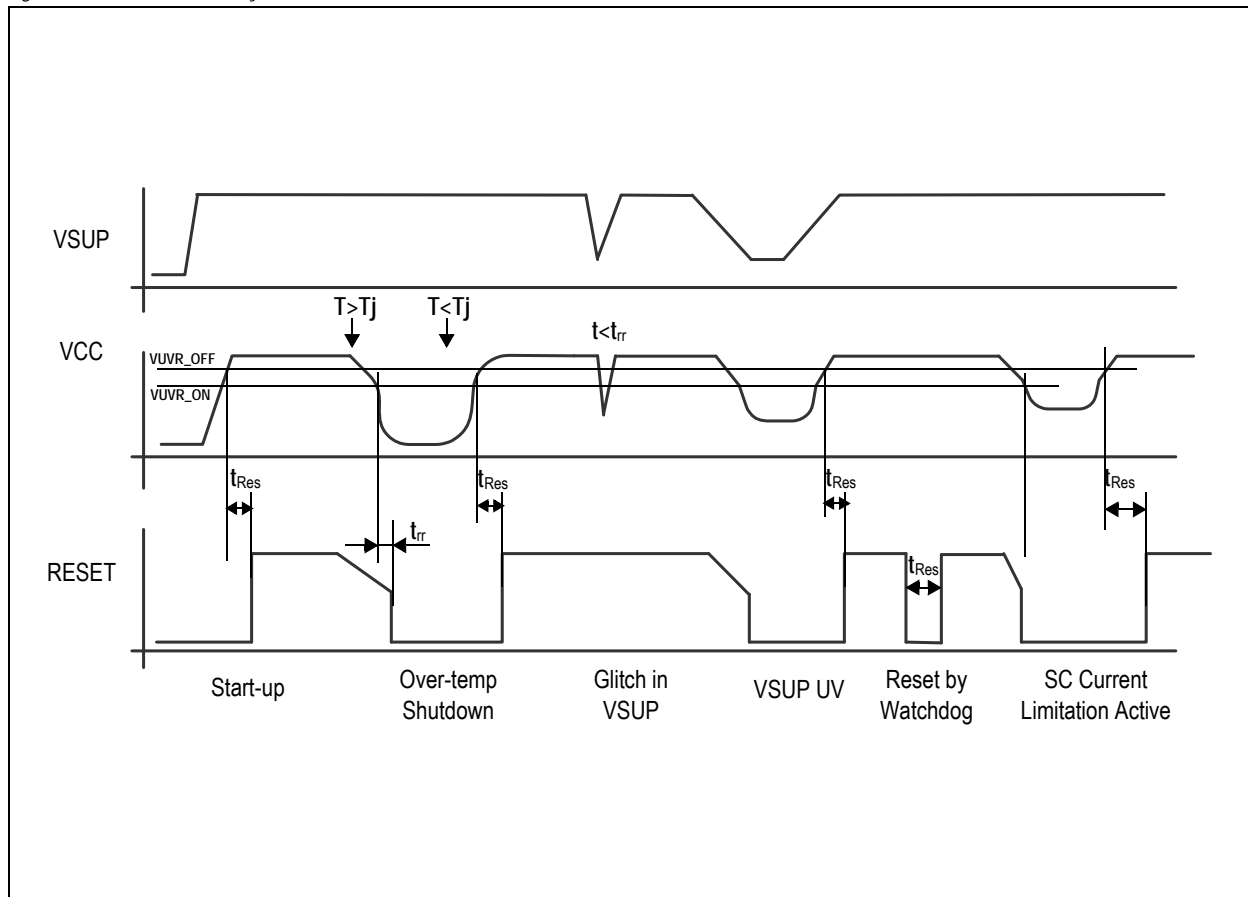 VSUP
T>Tj
T<Tj
t<trr
VCC
VUVR_OFF
VUVR_ON
tRes
tRes
tRes
tRes
trr
RESET
tRes
Start-up
Over-temp
Shutdown
Glitch in
VSUP
VSUP UV
Reset by
Watchdog
SC Current
Limitation Active